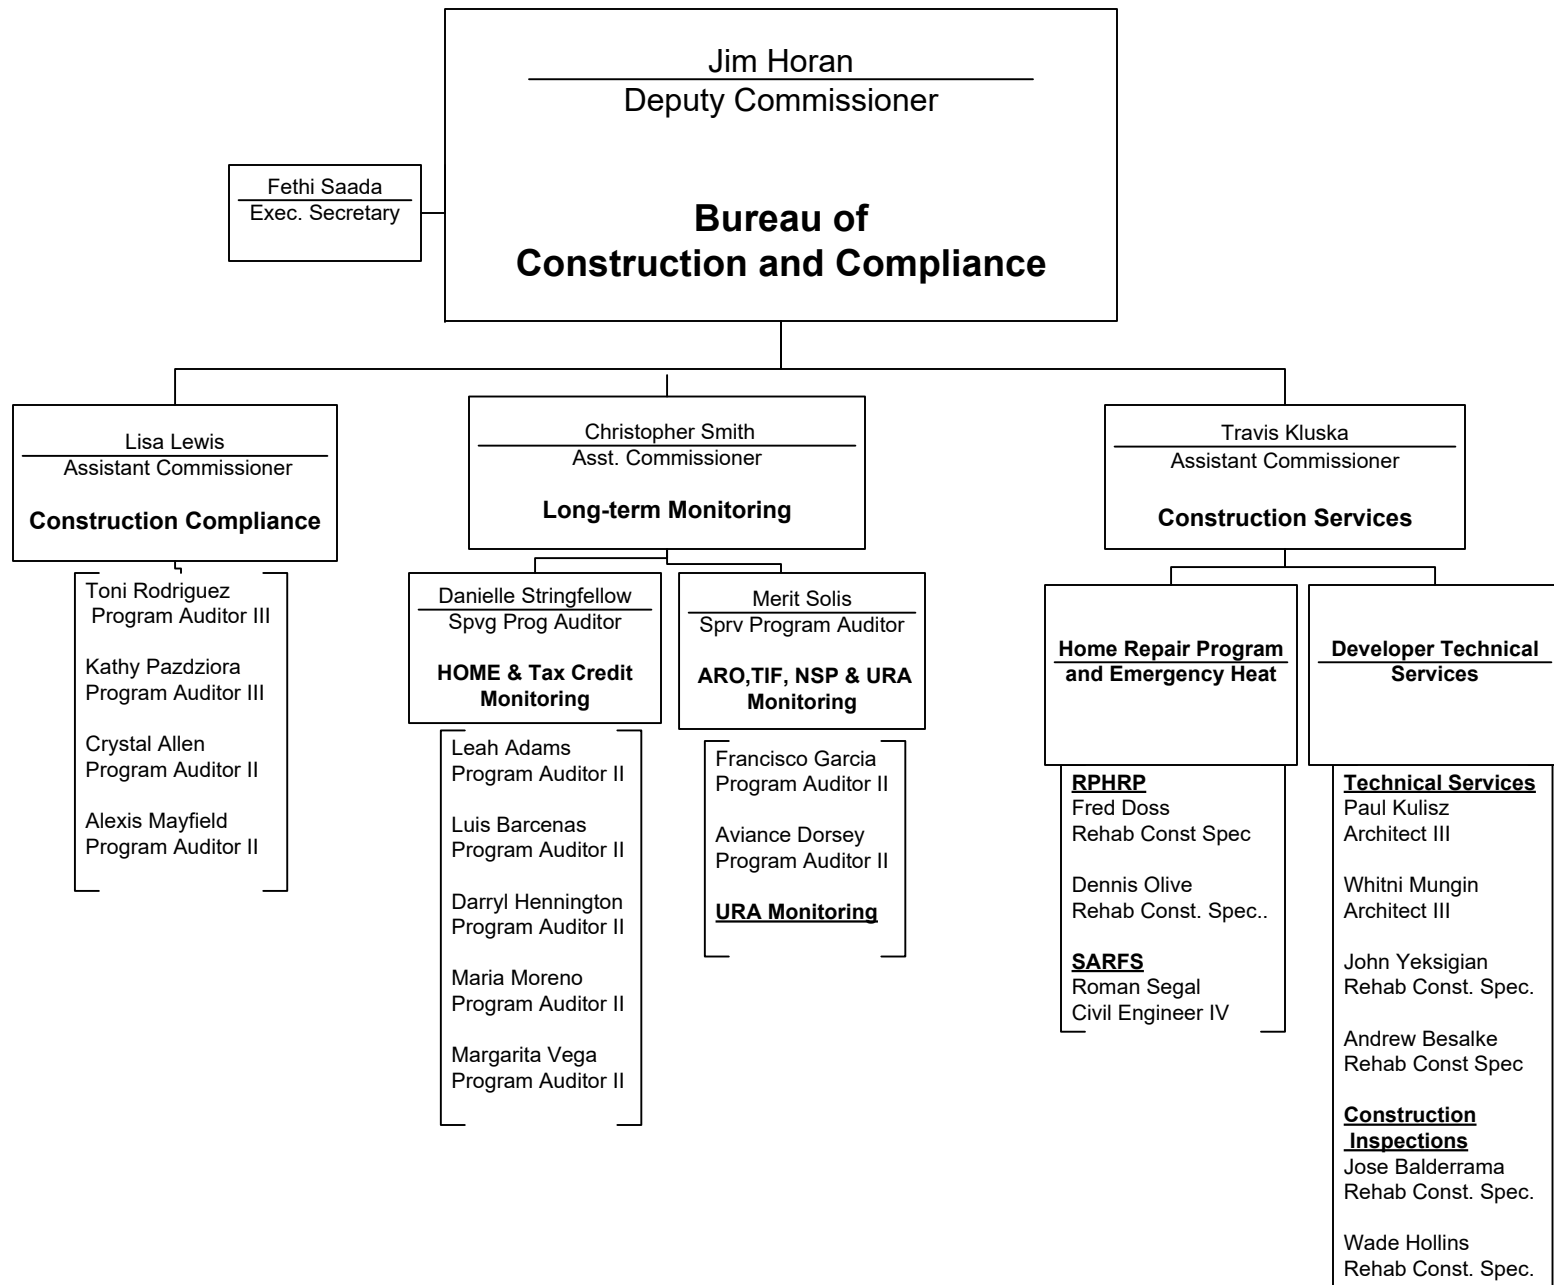 Jim Horan
Deputy Commissioner
Bureau of
Construction and Compliance
Fethi Saada
Exec. Secretary
Lisa Lewis
Assistant Commissioner
Construction Compliance
Toni Rodriguez
Program Auditor III
Kathy Pazdziora
Program Auditor III
Crystal Allen
Program Auditor II
Alexis Mayfield
Program Auditor II
Christopher Smith
Asst. Commissioner
Long-term Monitoring
Danielle Stringfellow
Spvg Prog Auditor
HOME & Tax Credit
Monitoring
Leah Adams
Program Auditor II
Luis Barcenas
Program Auditor II
Darryl Hennington
Program Auditor II
Maria Moreno
Program Auditor II
Margarita Vega
Program Auditor II
Merit Solis
Sprv Program Auditor
ARO,TIF, NSP & URA
Monitoring
Francisco Garcia
Program Auditor II
Aviance Dorsey
Program Auditor II
URA Monitoring
Travis Kluska
Assistant Commissioner
Construction Services
Home Repair Program
and Emergency Heat
RPHRP
Fred Doss
Rehab Const Spec
Dennis Olive
Rehab Const. Spec..
SARFS
Roman Segal
Civil Engineer IV
Developer Technical
Services
Technical Services
Paul Kulisz
Architect III
Whitni Mungin
Architect III
John Yeksigian
Rehab Const. Spec.
Andrew Besalke
Rehab Const Spec
Construction
Inspections
Jose Balderrama
Rehab Const. Spec.
Wade Hollins
Rehab Const. Spec.